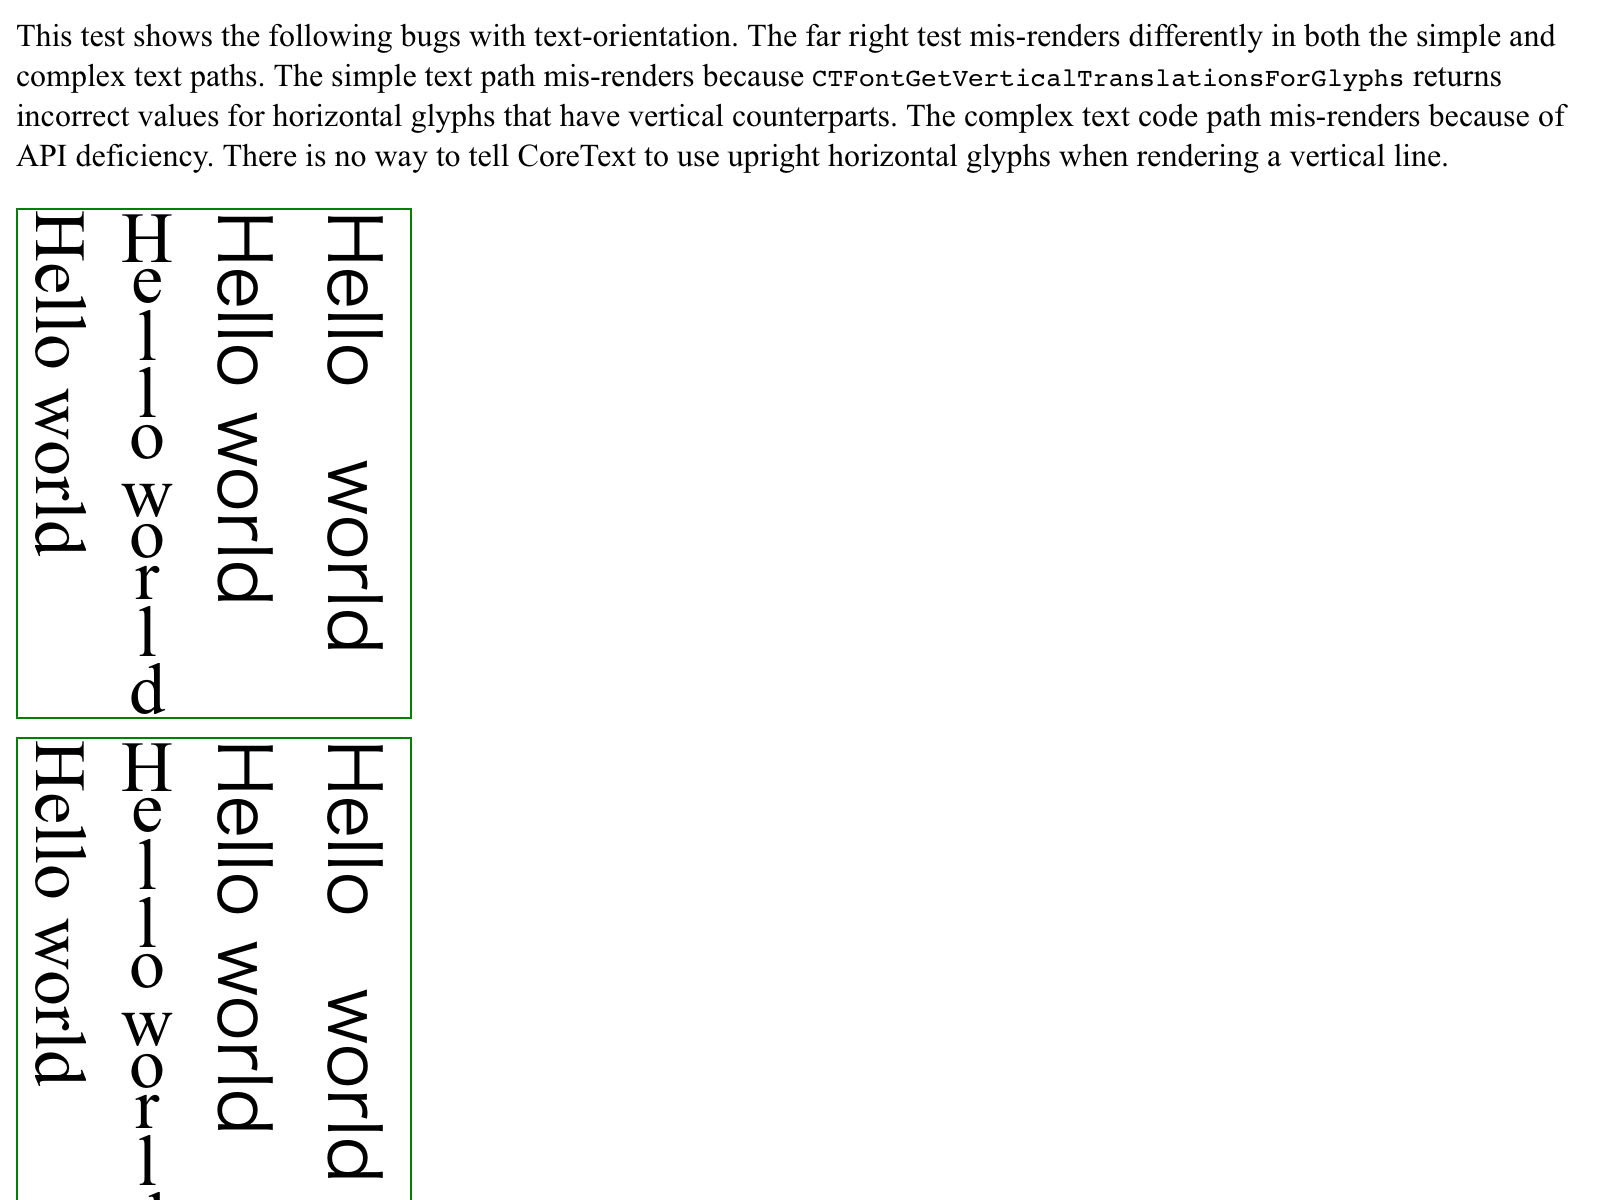 This test shows the following bugs with text-orientation. The far right test mis-renders differently in both the simple and
complex text paths. The simple text path mis-renders because CTFontGetVerticalTranslationsForGlyphs returns
incorrect values for horizontal glyphs that have vertical counterparts. The complex text code path mis-renders because of
API deficiency. There is no way to tell CoreText to use upright horizontal glyphs when rendering a vertical line.
Hello world
Hello world
Hello world
Hello world
Hello world
Hello worl
Hello world
Hello world